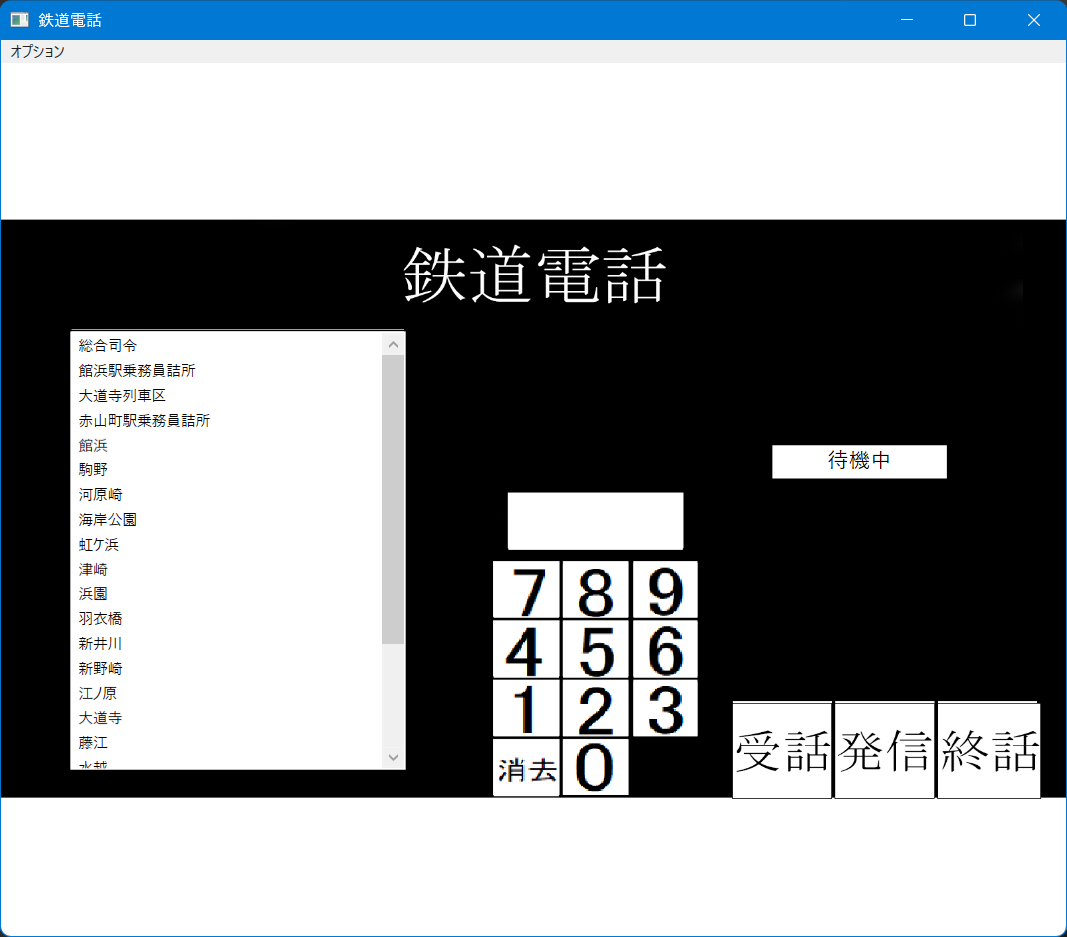 鉄道電話
オプション
鉄道電話
総合司令
館浜駅乗務員詰所
大道寺列車区
赤山町駅乗務員詰所
館浜
駒野
河原崎
海岸公園
虹ケ浜
津崎
浜園
羽衣橋
新井川
新野崎
江ノ原
大道寺
藤江
水越
待機中
7 8 9
4 5 6
1 2 3
消去 0
受話 発信 終話